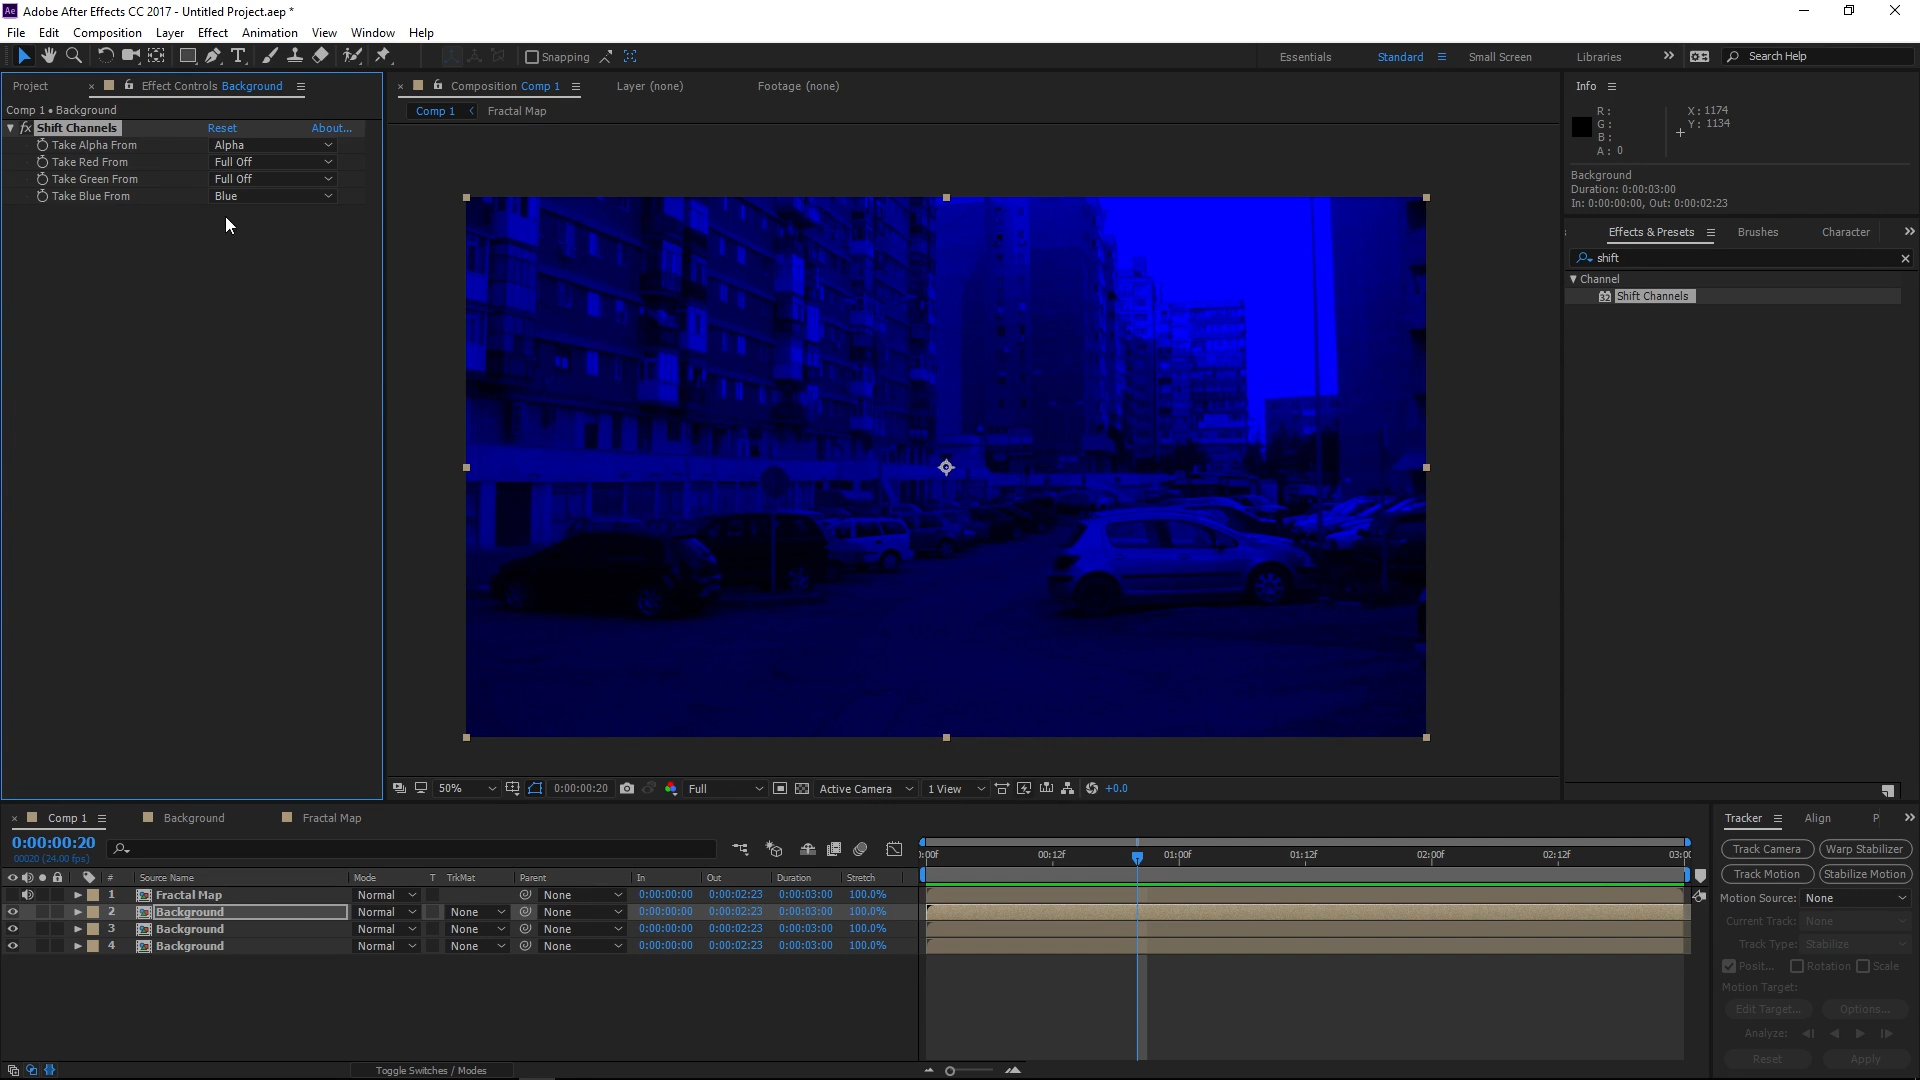 Adobe After Effects CC 2017 - Untitled Project.aep *
File Edit Composition Layer Effect Animation View Window Help
Snapping Essentials Standard Small Screen Libraries Search Help
Project Effect Controls Background
Comp 1 • Background
fx Shift Channels Reset About...
Take Alpha From Alpha
Take Red From Full Off
Take Green From Full Off
Take Blue From Blue
Composition Comp 1 Layer (none) Footage (none)
Comp 1 Fractal Map
50% 0:00:00:20 Full Active Camera 1 View +0.0
Info
R: X: 1174
G: Y: 1134
B:
A: 0
Background
Duration: 0:00:03:00
In: 0:00:00:00, Out: 0:00:02:23
Effects & Presets Brushes Character
shift
Channel
32 Shift Channels
Comp 1 Background Fractal Map
0:00:00:20
00020 (24.00 fps)
# Source Name Mode T TrkMat Parent In Out Duration Stretch
1 Fractal Map Normal None 0:00:00:00 0:00:02:23 0:00:03:00 100.0%
2 Background Normal None None 0:00:00:00 0:00:02:23 0:00:03:00 100.0%
3 Background Normal None None 0:00:00:00 0:00:02:23 0:00:03:00 100.0%
4 Background Normal None None 0:00:00:00 0:00:02:23 0:00:03:00 100.0%
):00f 00:12f 01:00f 01:12f 02:00f 02:12f 03:00
Toggle Switches / Modes
Tracker Align P
Track Camera Warp Stabilizer
Track Motion Stabilize Motion
Motion Source: None
Current Track: None
Track Type: Stabilize
Posit... Rotation Scale
Motion Target:
Edit Target... Options...
Analyze:
Reset Apply